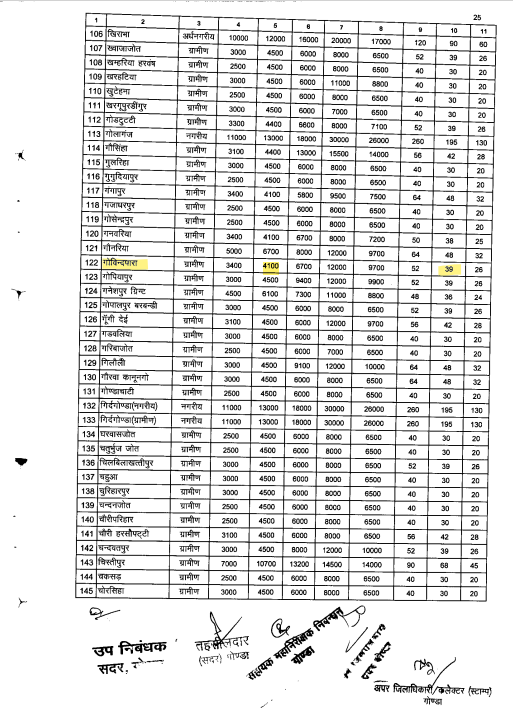 25
1 2 3 4 5 6 7 8 9 10 11
106 खिराभा अर्धनगरीय 10000 12000 16000 20000 17000 120 90 60
107 ख्वाजाजोत ग्रामीण 3000 4500 6000 8000 6500 52 39 26
108 खम्हरिया हरवंष ग्रामीण 2500 4500 6000 8000 6500 40 30 20
109 खरहटिया ग्रामीण 3000 4500 6000 11000 8800 40 30 20
110 खुटेहना ग्रामीण 2500 4500 6000 8000 6500 40 30 20
111 खरगूपुरडींगुर ग्रामीण 3000 4500 6000 7000 6500 40 30 20
112 गोडटुटटी ग्रामीण 3300 4400 5800 8000 7100 52 39 26
113 गोलागंज नगरीय 11000 13000 18000 30000 26000 260 195 130
114 गौसिंहा ग्रामीण 3100 4400 13000 15500 14000 56 42 28
115 गुलरिहा ग्रामीण 3000 4500 6000 8000 6500 40 30 20
116 गुगुदियापुर ग्रामीण 2500 4500 6000 8000 6500 40 30 20
117 गंगापुर ग्रामीण 3400 4100 5800 9500 7500 64 48 32
118 गजाधरपुर ग्रामीण 2500 4500 6000 8000 6500 40 30 20
119 गोसेन्द्रपुर ग्रामीण 2500 4500 6000 8000 6500 40 30 20
120 गनवरिया ग्रामीण 3400 4100 6700 8000 7200 50 38 25
121 गौनरिया ग्रामीण 5000 6700 8000 12000 9700 64 48 32
122 गोविन्दपारा ग्रामीण 3400 4100 6700 12000 9700 52 39 26
123 गोपियापुर ग्रामीण 3000 4500 9400 12000 9900 52 39 26
124 गनेशपुर ग्रिन्ट ग्रामीण 4500 6100 7300 11000 8800 48 36 24
125 गोपालपुर बरबन्डी ग्रामीण 3000 4500 6000 8000 6500 52 39 26
126 गूँगी देई ग्रामीण 3100 4500 6000 12000 9700 56 42 28
127 गडवलिया ग्रामीण 3000 4500 6000 8000 6500 40 30 20
128 गरिबाजोत ग्रामीण 2500 4500 6000 7000 6500 40 30 20
129 गिलौली ग्रामीण 3000 4500 9100 12000 10000 64 48 32
130 गौरवा कानूनगो ग्रामीण 3000 4500 6000 8000 6500 64 48 32
131 गोण्डाचाटी ग्रामीण 2500 4500 6000 8000 6500 40 30 20
132 गिर्दगोण्डा(नगरीय) नगरीय 11000 13000 18000 30000 26000 260 195 130
133 गिर्दगोण्डा(ग्रामीण) नगरीय 11000 13000 18000 30000 26000 260 195 130
134 घरवासजोत ग्रामीण 2500 4500 6000 8000 6500 40 30 20
135 चतुर्भुज जोत ग्रामीण 2500 4500 6000 8000 6500 40 30 20
136 चिलबिलाखत्तीपुर ग्रामीण 3000 4500 6000 8000 6500 52 39 26
137 चहुआ ग्रामीण 3000 4500 6000 8000 6500 40 30 20
138 चुरिहारपुर ग्रामीण 3000 4500 6000 8000 6500 40 30 20
139 चन्दनजोत ग्रामीण 2500 4500 6000 8000 6500 40 30 20
140 चौरीपरिहार ग्रामीण 2500 4500 6000 8000 6500 40 30 20
141 चौरी हरसोपट्टी ग्रामीण 3100 4500 6000 8000 6500 56 42 28
142 चन्दवतपुर ग्रामीण 3000 4500 8000 12000 10000 52 39 26
143 चिस्तीपुर ग्रामीण 7000 10700 13200 14500 14000 90 68 45
144 चकसड़ ग्रामीण 2500 4500 6000 8000 6500 40 30 20
145 चोरसिहा ग्रामीण 3000 4500 6000 8000 6500 40 30 20
उप निबंधक
सदर,
तहसीलदार
(सदर) गोण्डा
सहायक महानिरीक्षक निबन्धन
गोण्डा
अपर जिलाधिकारी/कलेक्टर (स्टाम्प)
गोण्डा